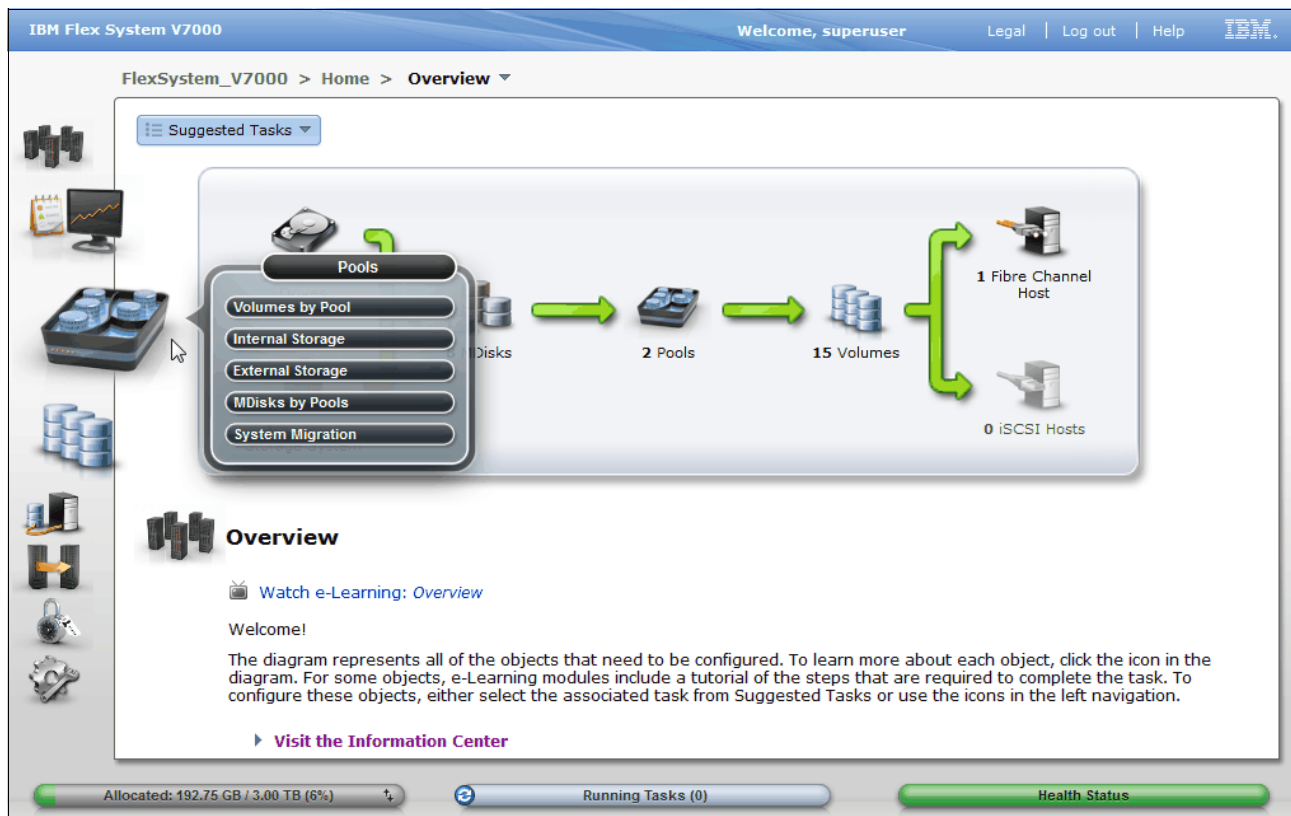 IBM Flex System V7000
Welcome, superuser
Legal | Log out | Help
IBM.
FlexSystem_V7000 > Home > Overview
Suggested Tasks
Pools
Volumes by Pool
Internal Storage
External Storage
MDisks by Pools
System Migration
MDisks
2 Pools
15 Volumes
1 Fibre Channel
Host
0 iSCSI Hosts
Overview
Watch e-Learning: Overview
Welcome!
The diagram represents all of the objects that need to be configured. To learn more about each object, click the icon in the
diagram. For some objects, e-Learning modules include a tutorial of the steps that are required to complete the task. To
configure these objects, either select the associated task from Suggested Tasks or use the icons in the left navigation.
Visit the Information Center
Allocated: 192.75 GB / 3.00 TB (6%)
Running Tasks (0)
Health Status